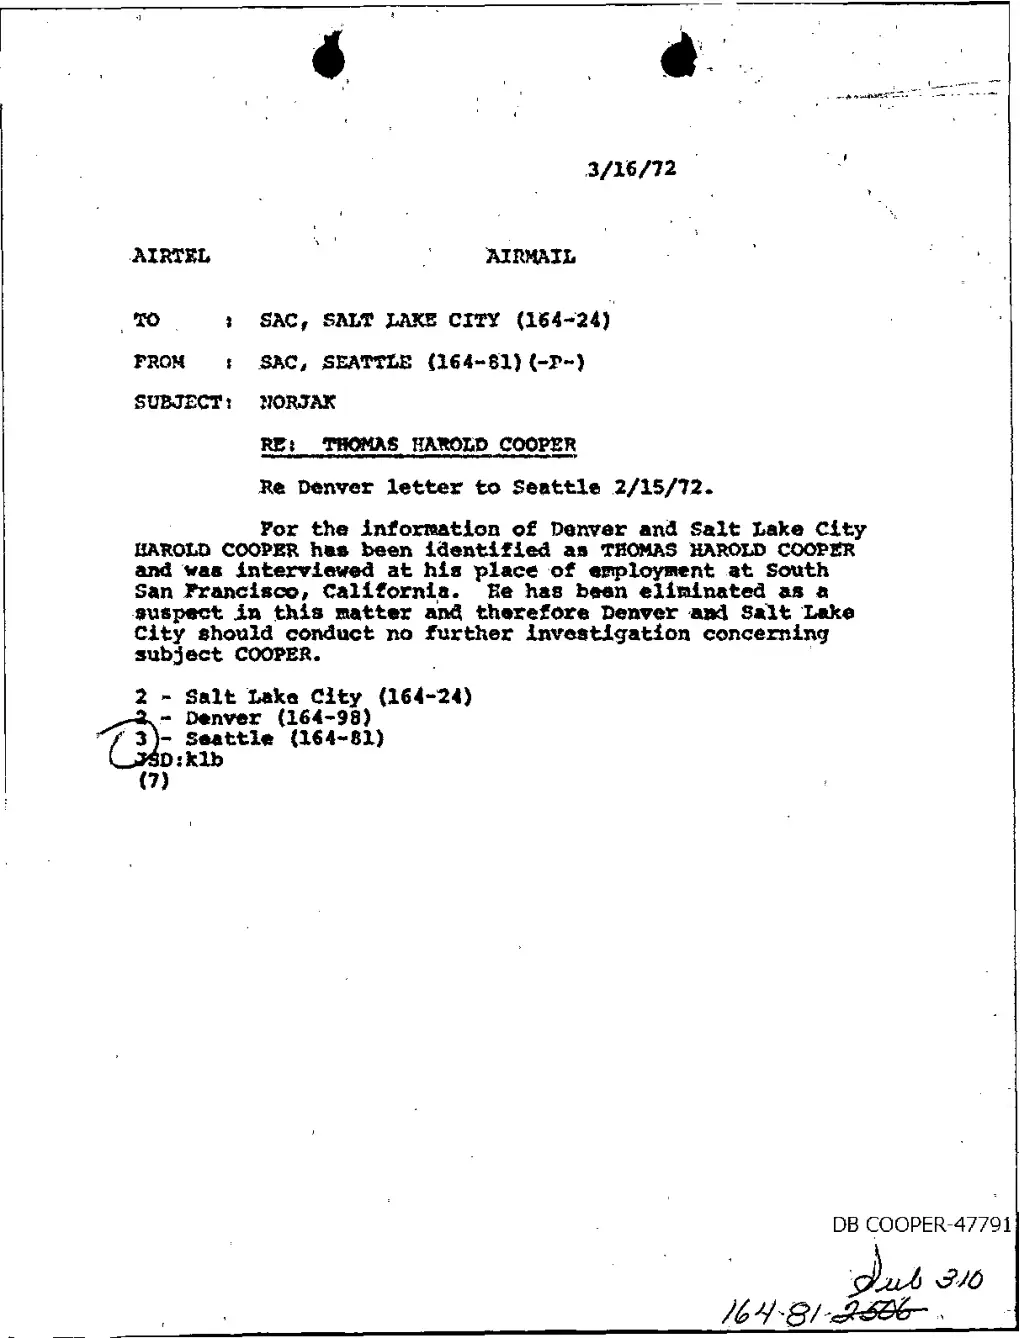 3/16/72
AIRTEL AIRMAIL
TO : SAC, SALT LAKE CITY (164-24)
FROM : SAC, SEATTLE (164-81)(-P-)
SUBJECT: NORJAK
RE: THOMAS HAROLD COOPER
Re Denver letter to Seattle 2/15/72.
For the information of Denver and Salt Lake City
HAROLD COOPER has been identified as THOMAS HAROLD COOPER
and was interviewed at his place of employment at South
San Francisco, California. He has been eliminated as a
suspect in this matter and therefore Denver and Salt Lake
City should conduct no further investigation concerning
subject COOPER.
2 - Salt Lake City (164-24)
2 - Denver (164-98)
3 - Seattle (164-81)
JSD:klb
(7)
DB COOPER-47791
Sub 310
164-81-2506